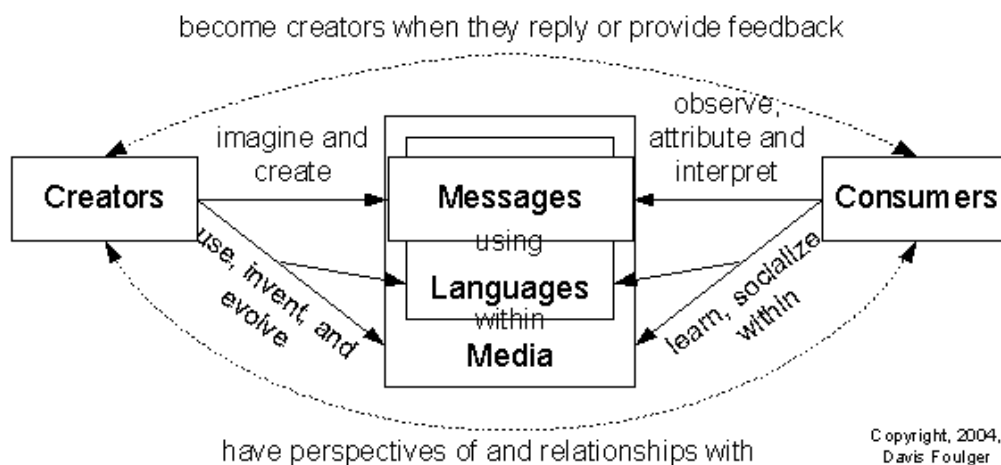 become creators when they reply or provide feedback
imagine and
create
observe,
attribute and
interpret
Creators
Messages
Consumers
using
Languages
within
Media
use, invent, and
evolve
learn, socialize
within
have perspectives of and relationships with
Copyright, 2004,
Davis Foulger